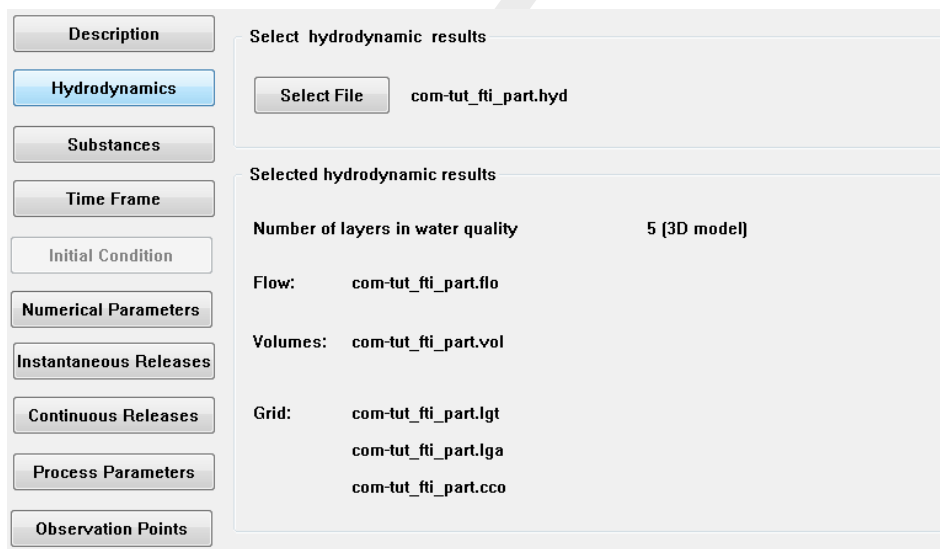 Description
Hydrodynamics
Substances
Time Frame
Initial Condition
Numerical Parameters
Instantaneous Releases
Continuous Releases
Process Parameters
Observation Points
Select hydrodynamic results
Select File com-tut_fti_part.hyd
Selected hydrodynamic results
Number of layers in water quality 5 (3D model)
Flow: com-tut_fti_part.flo
Volumes: com-tut_fti_part.vol
Grid: com-tut_fti_part.lgt
com-tut_fti_part.lga
com-tut_fti_part.cco